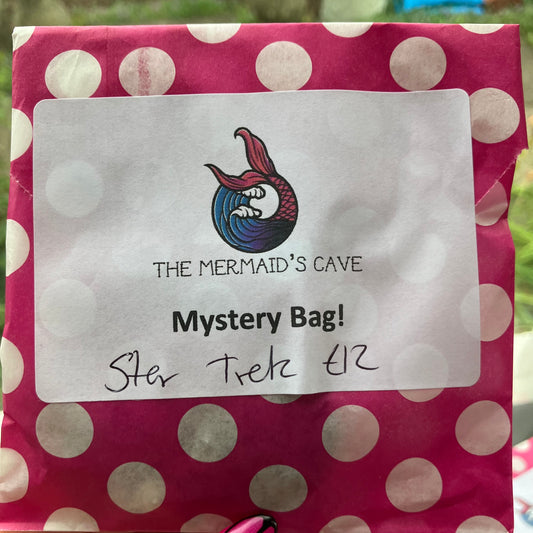 THE MERMAID'S CAVE
Mystery Bag!
Star Trek £12